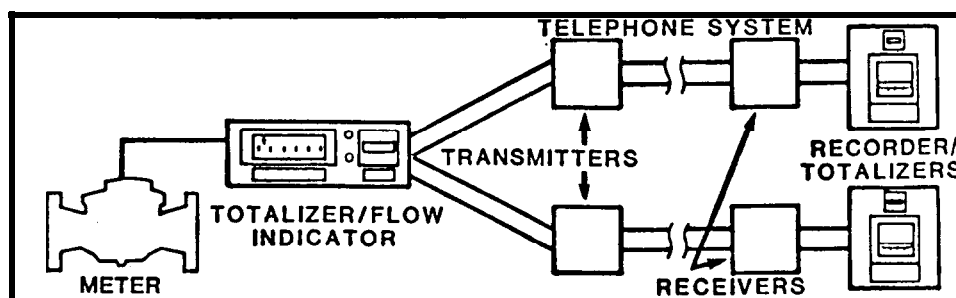 TELEPHONE SYSTEM
TRANSMITTERS
RECORDER/
TOTALIZERS
TOTALIZER/FLOW
INDICATOR
METER
RECEIVERS